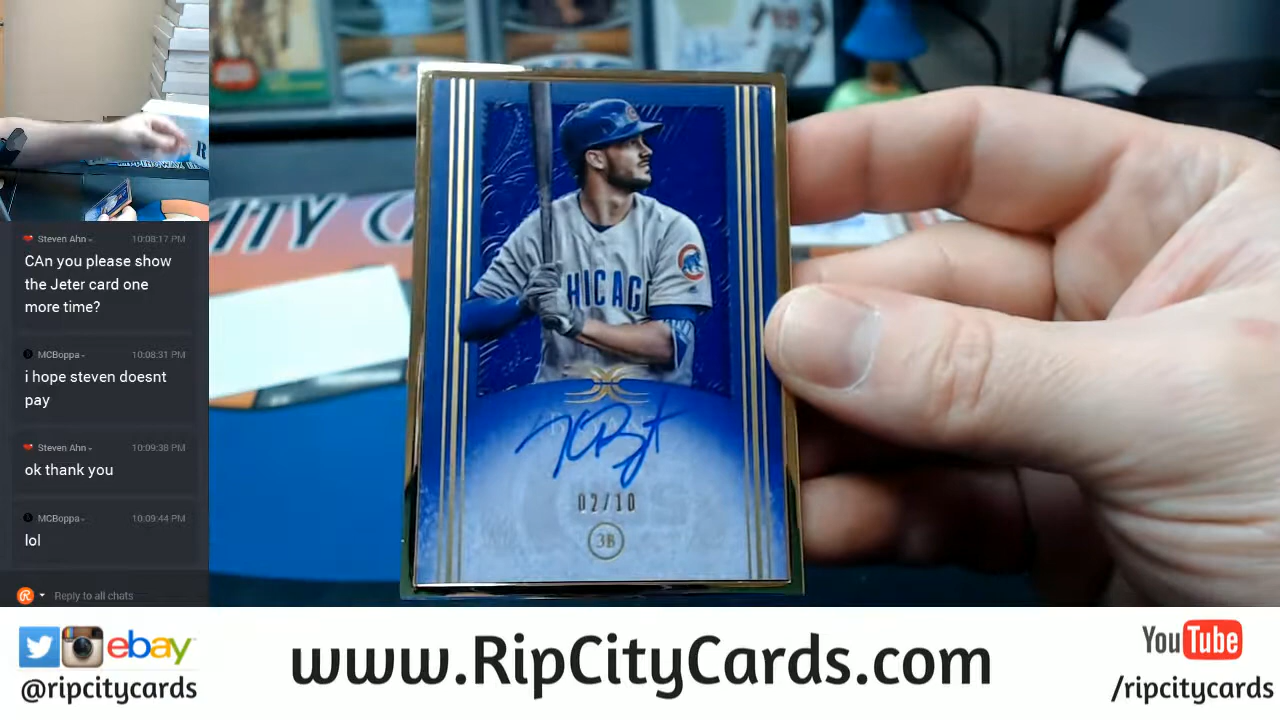 Steven Ahn 10:08:17 PM
CAn you please show
the Jeter card one
more time?
MCBoppa 10:08:31 PM
i hope steven doesnt
pay
Steven Ahn 10:09:38 PM
ok thank you
MCBoppa 10:09:44 PM
lol
Reply to all chats
ITY C
R
CHICAG
02/10
3B
ebay
@ripcitycards
www.RipCityCards.com
YouTube
/ripcitycards